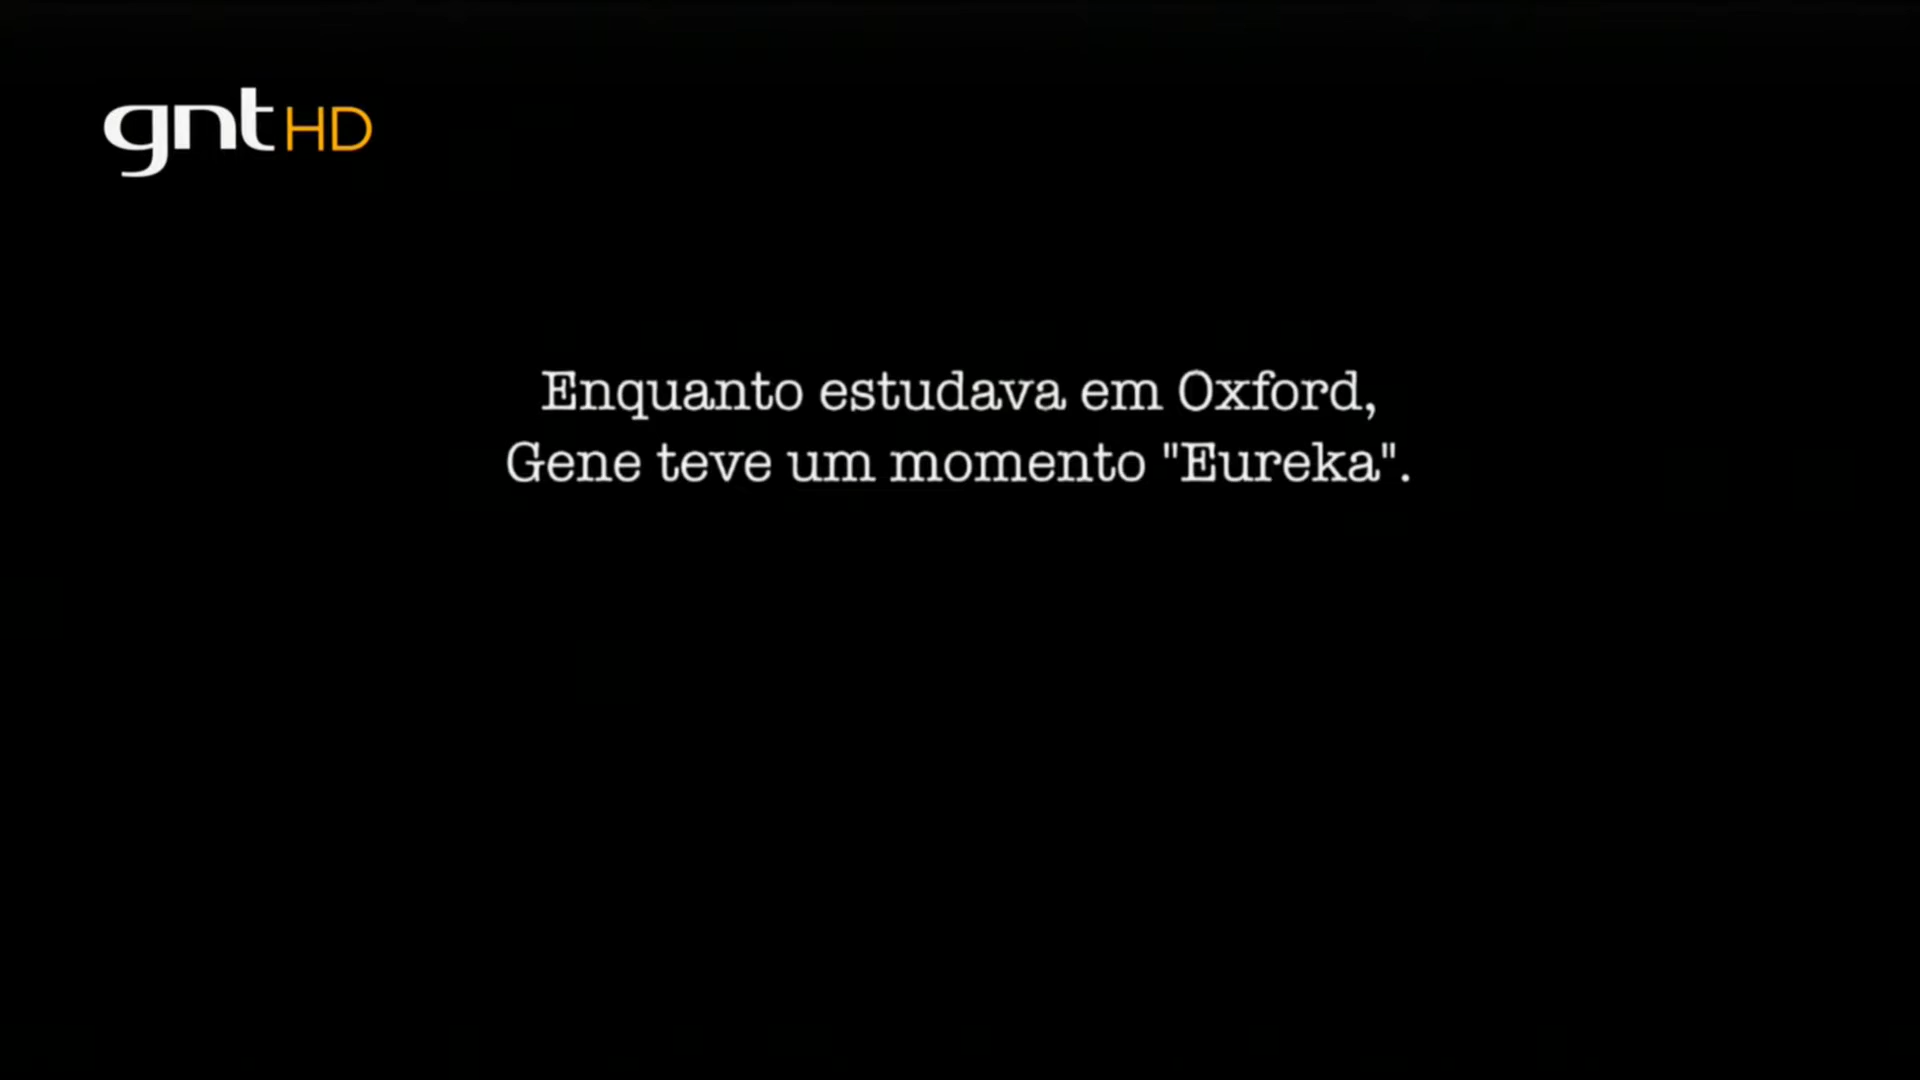 gnt HD
Enquanto estudava em Oxford,
Gene teve um momento "Eureka".